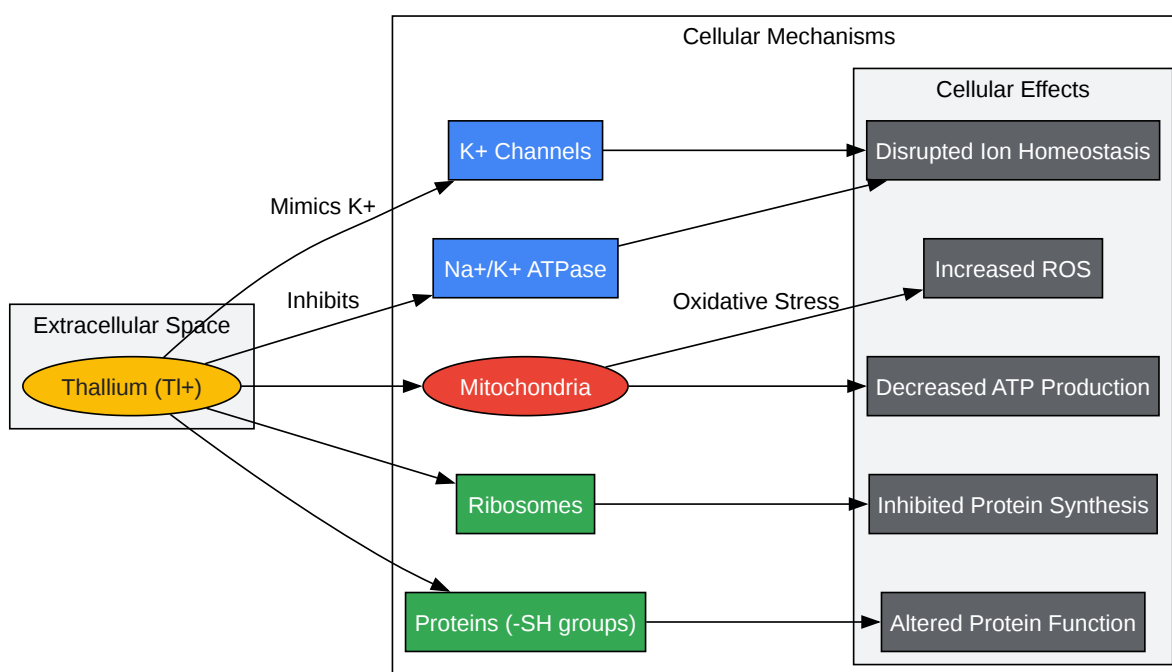 Cellular Mechanisms
Cellular Effects
K+ Channels
Disrupted Ion Homeostasis
Mimics K+
Na+/K+ ATPase
Increased ROS
Inhibits
Oxidative Stress
Extracellular Space
Thallium (Tl+)
Mitochondria
Decreased ATP Production
Ribosomes
Inhibited Protein Synthesis
Proteins (-SH groups)
Altered Protein Function